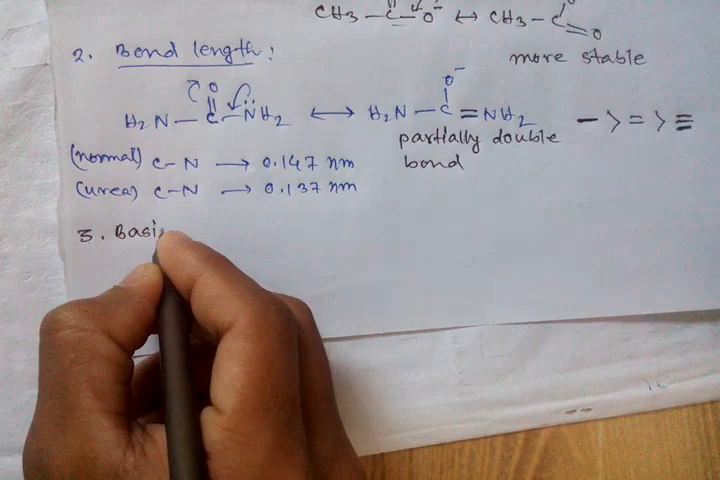 CH3 — C — O⁻ ↔ CH3 — C = O
more stable
2. Bond length :
O O⁻
H2N — C — NH2 ⟷ H2N — C = NH2
partially double bond
— > = > ≡
(normal) C–N → 0.147 nm
(urea) C–N → 0.137 nm
3. Basi